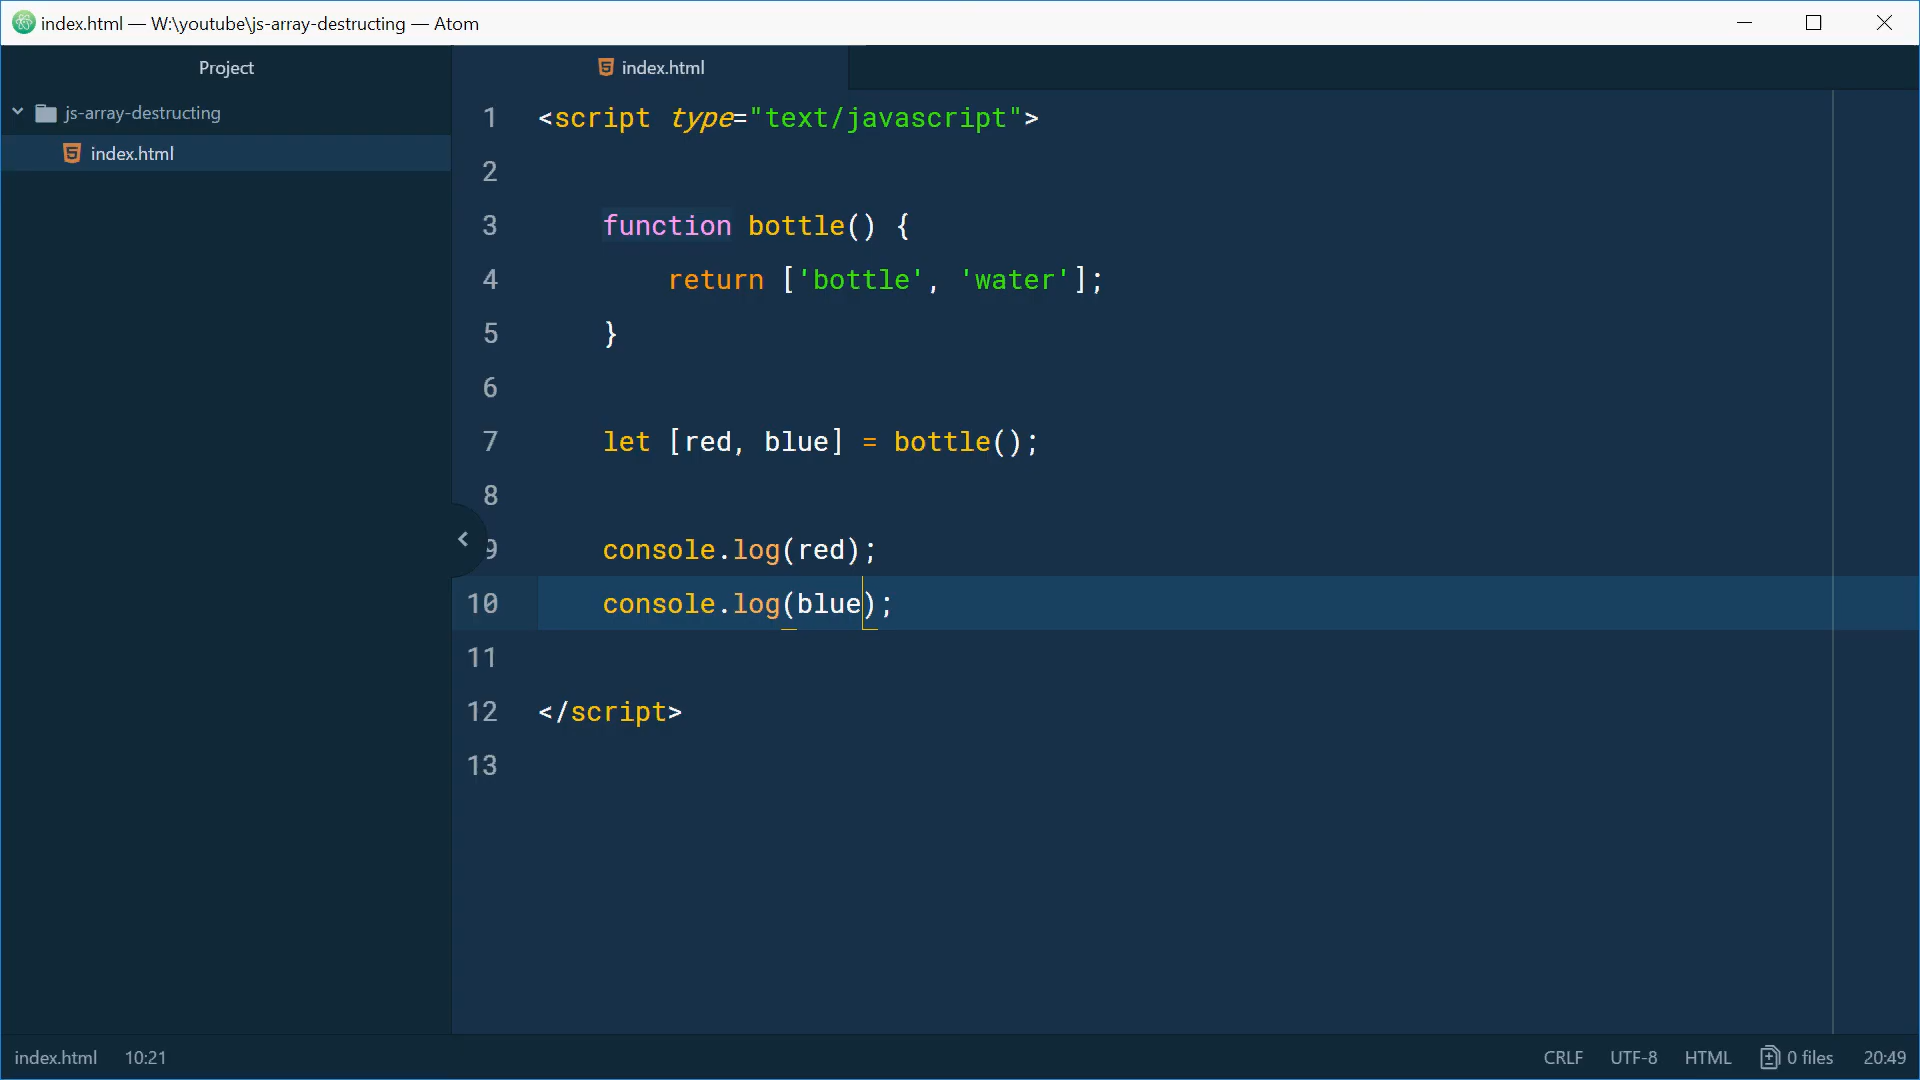 index.html — W:\youtube\js-array-destructing — Atom
Project
index.html
js-array-destructing
index.html
1 <script type="text/javascript">
2
3 function bottle() {
4 return ['bottle', 'water'];
5 }
6
7 let [red, blue] = bottle();
8
9 console.log(red);
10 console.log(blue);
11
12 </script>
13
index.html 10:21 CRLF UTF-8 HTML 0 files 20:49